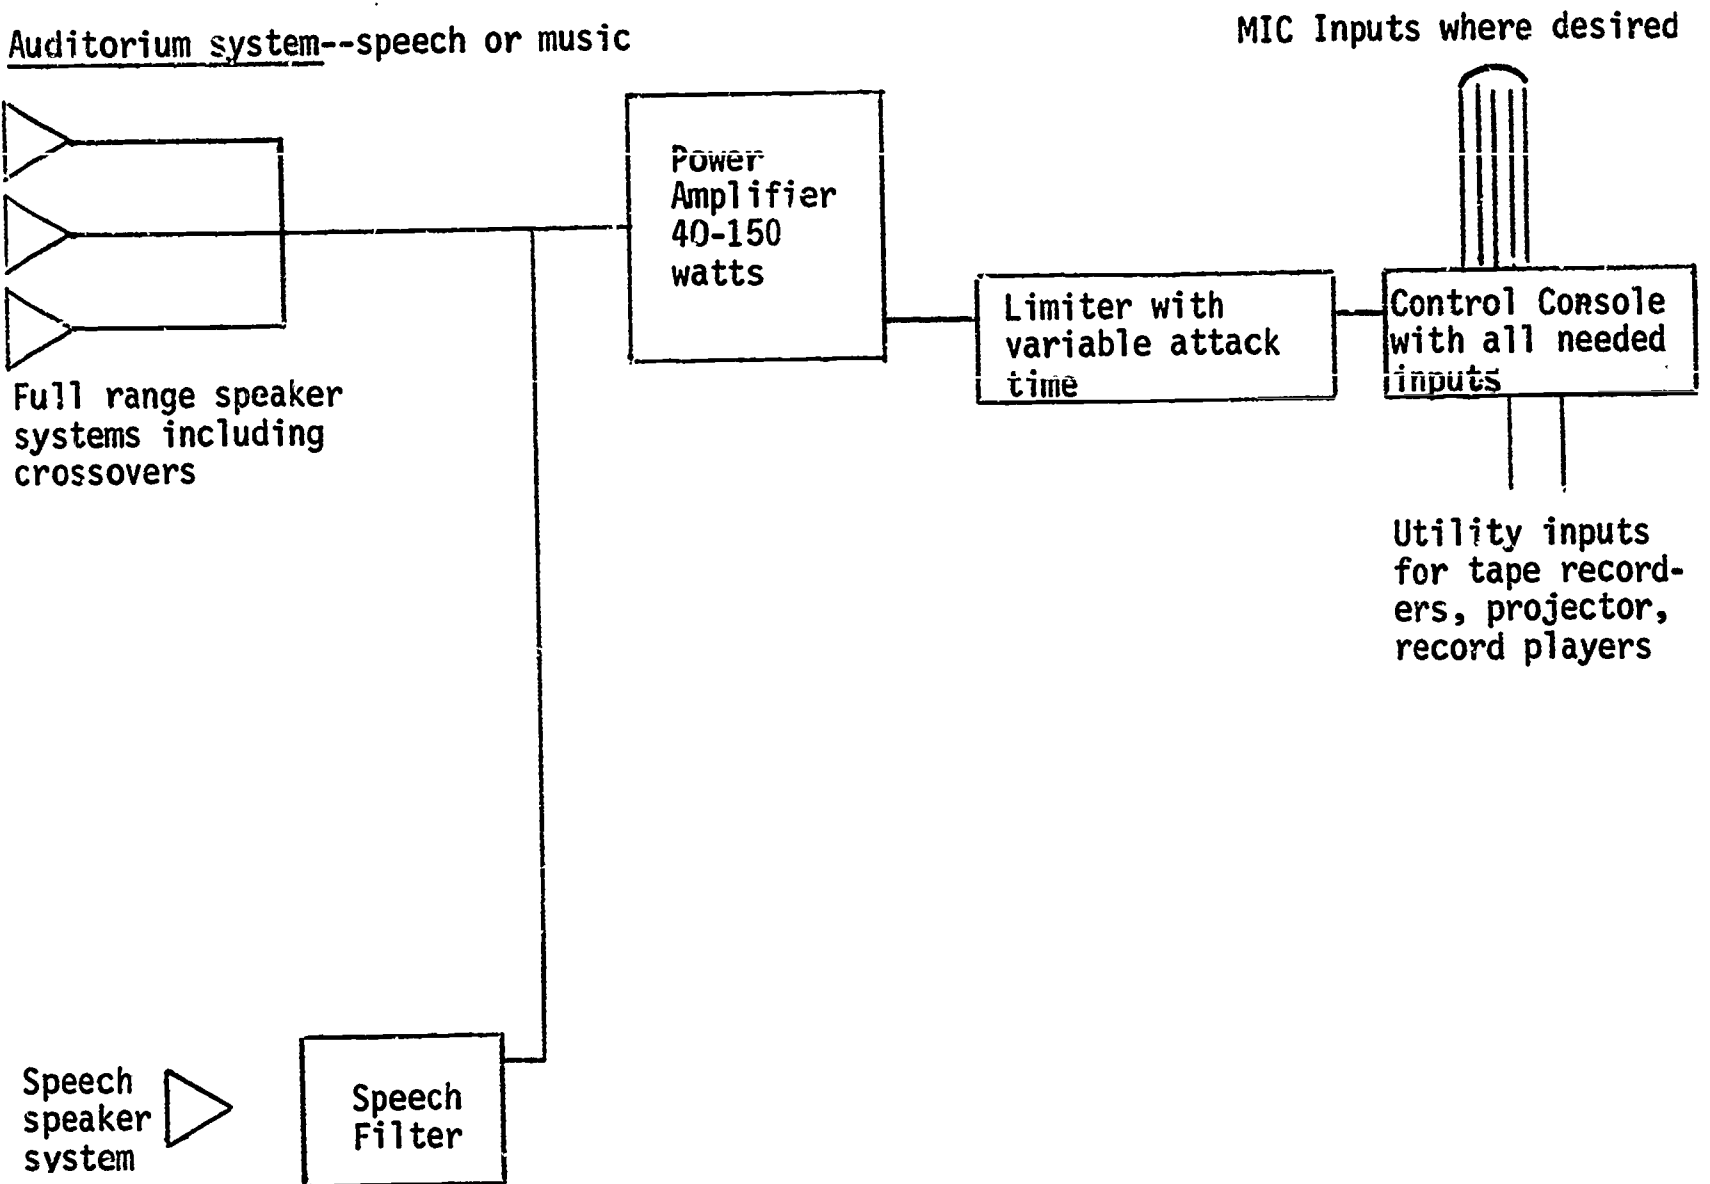 Auditorium system--speech or music
MIC Inputs where desired
Power
Amplifier
40-150
watts
Limiter with
variable attack
time
Control Console
with all needed
inputs
Full range speaker
systems including
crossovers
Utility inputs
for tape record-
ers, projector,
record players
Speech
speaker
system
Speech
Filter